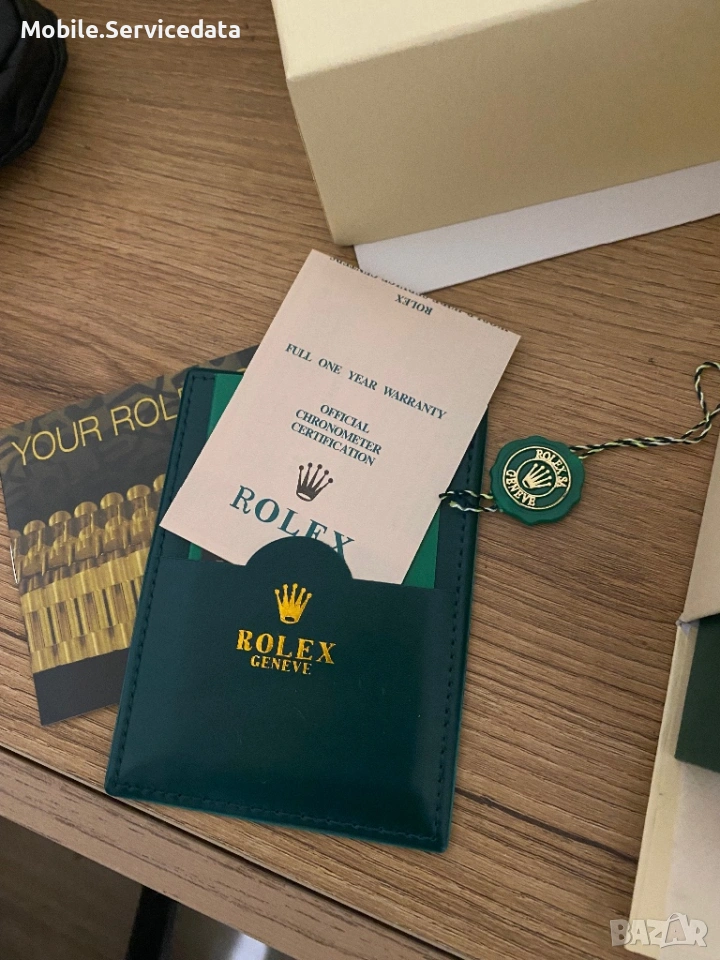 Mobile.Servicedata
ROLEX
FULL ONE YEAR WARRANTY
OFFICIAL
CHRONOMETER
CERTIFICATION
ROLEX
YOUR ROL
ROLEX SA
GENEVE
ROLEX
GENEVE
BAZAR